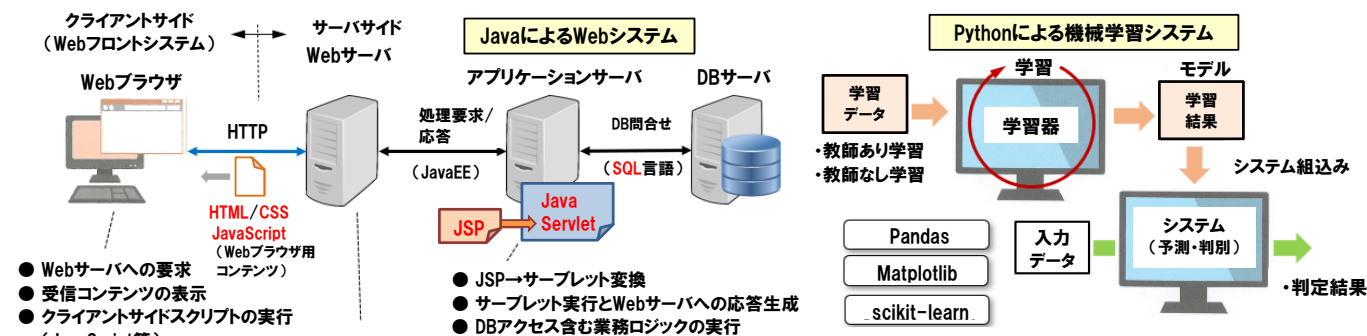 クライアントサイド
（Webフロントシステム）
サーバサイド
Webサーバ
Webブラウザ
HTTP
HTML/CSS
JavaScript
（Webブラウザ用
コンテンツ）
● Webサーバへの要求
● 受信コンテンツの表示
● クライアントサイドスクリプトの実行
JavaによるWebシステム
アプリケーションサーバ
DBサーバ
処理要求/
応答
（JavaEE）
DB問合せ
（SQL言語）
JSP
Java
Servlet
● JSP→サーブレット変換
● サーブレット実行とWebサーバへの応答生成
● DBアクセス含む業務ロジックの実行
Pythonによる機械学習システム
学習
データ
・教師あり学習
・教師なし学習
学習
学習器
モデル
学習
結果
システム組込み
Pandas
Matplotlib
scikit-learn
入力
データ
システム
（予測・判別）
・判定結果